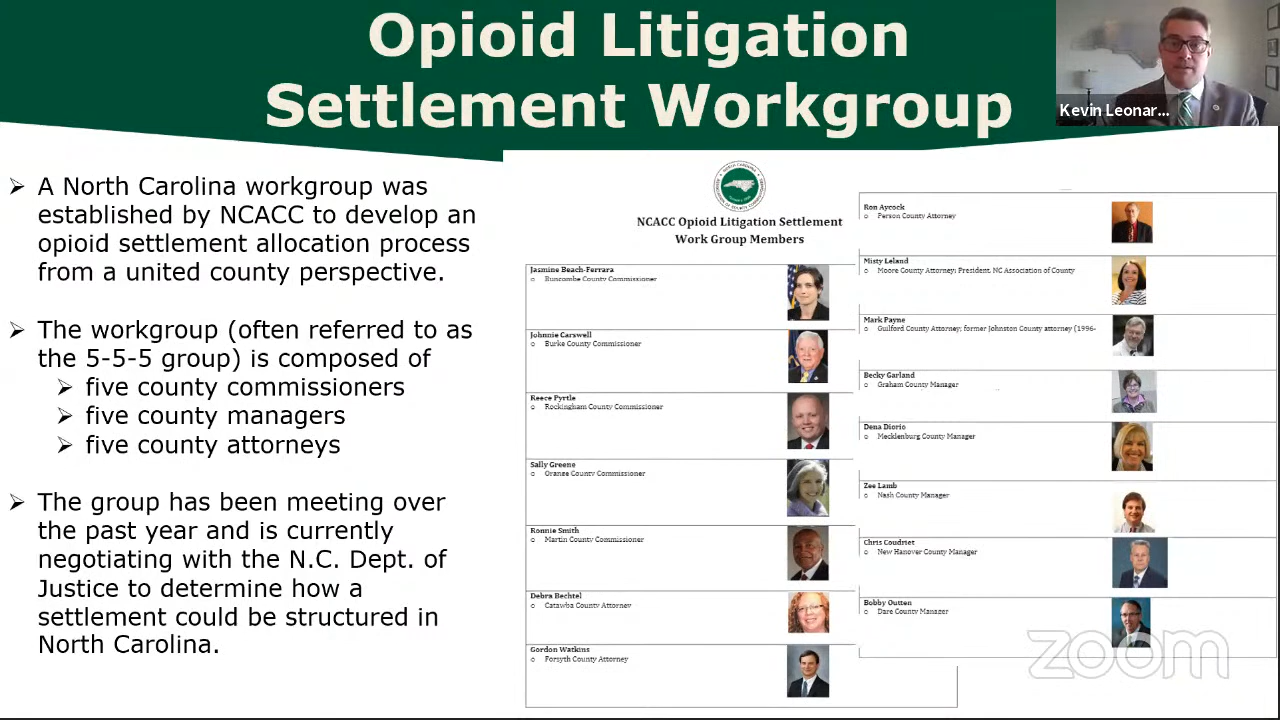 Opioid Litigation
Settlement Workgroup
Kevin Leonar...
➢ A North Carolina workgroup was
established by NCACC to develop an
opioid settlement allocation process
from a united county perspective.
➢ The workgroup (often referred to as
the 5-5-5 group) is composed of
➢ five county commissioners
➢ five county managers
➢ five county attorneys
➢ The group has been meeting over
the past year and is currently
negotiating with the N.C. Dept. of
Justice to determine how a
settlement could be structured in
North Carolina.
NCACC Opioid Litigation Settlement
Work Group Members
Jasmine Beach-Ferrara
o Buncombe County Commissioner
Johnnie Carswell
o Burke County Commissioner
Reece Pyrtle
o Rockingham County Commissioner
Sally Greene
o Orange County Commissioner
Ronnie Smith
o Martin County Commissioner
Debra Bechtel
o Catawba County Attorney
Gordon Watkins
o Forsyth County Attorney
Ron Aycock
o Person County Attorney
Misty Leland
o Moore County Attorney; President, NC Association of County
Mark Payne
o Guilford County Attorney; former Johnston County attorney (1996-
Becky Garland
o Graham County Manager
Dena Diorio
o Mecklenburg County Manager
Zee Lamb
o Nash County Manager
Chris Coudriet
o New Hanover County Manager
Bobby Outten
o Dare County Manager
zoom